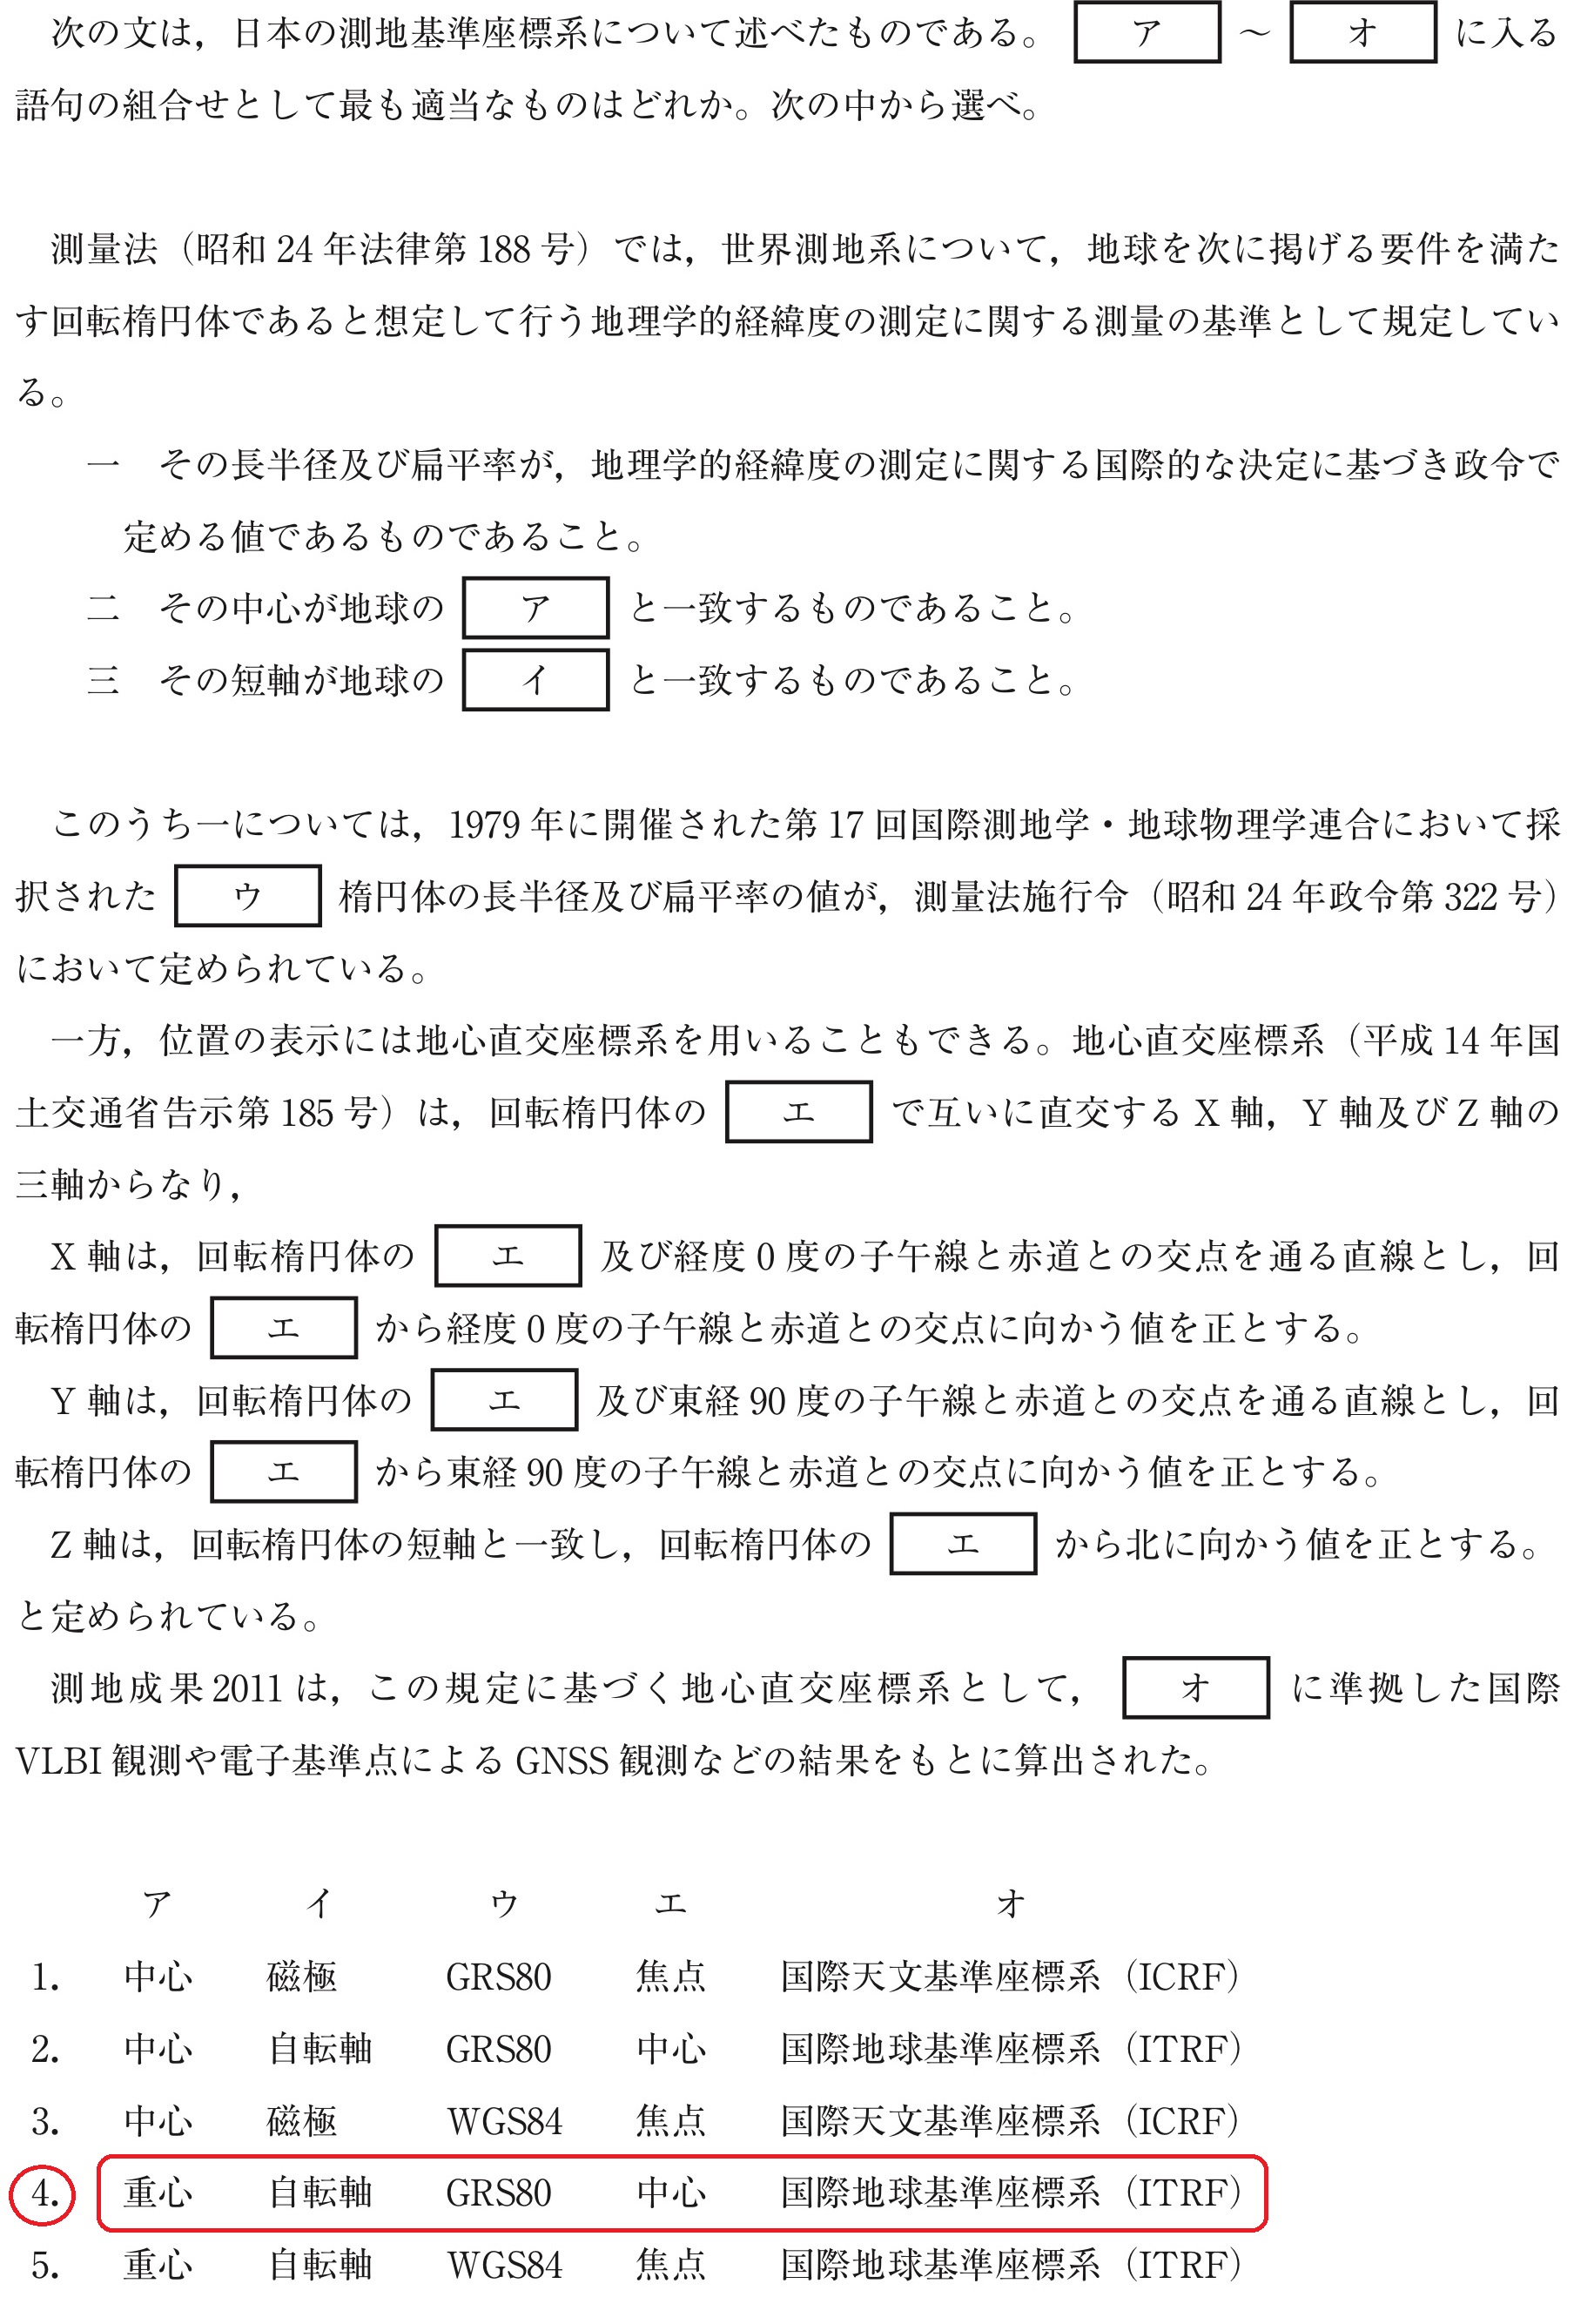 次の文は，日本の測地基準座標系について述べたものである。 ア ～ オ に入る
語句の組合せとして最も適当なものはどれか。次の中から選べ。
測量法（昭和 24 年法律第 188 号）では，世界測地系について，地球を次に掲げる要件を満た
す回転楕円体であると想定して行う地理学的経緯度の測定に関する測量の基準として規定してい
る。
一　その長半径及び扁平率が，地理学的経緯度の測定に関する国際的な決定に基づき政令で
定める値であるものであること。
二　その中心が地球の ア と一致するものであること。
三　その短軸が地球の イ と一致するものであること。
このうち一については，1979 年に開催された第 17 回国際測地学・地球物理学連合において採
択された ウ 楕円体の長半径及び扁平率の値が，測量法施行令（昭和 24 年政令第 322 号）
において定められている。
一方，位置の表示には地心直交座標系を用いることもできる。地心直交座標系（平成 14 年国
土交通省告示第 185 号）は，回転楕円体の エ で互いに直交する X 軸，Y 軸及び Z 軸の
三軸からなり，
X 軸は，回転楕円体の エ 及び経度 0 度の子午線と赤道との交点を通る直線とし，回
転楕円体の エ から経度 0 度の子午線と赤道との交点に向かう値を正とする。
Y 軸は，回転楕円体の エ 及び東経 90 度の子午線と赤道との交点を通る直線とし，回
転楕円体の エ から東経 90 度の子午線と赤道との交点に向かう値を正とする。
Z 軸は，回転楕円体の短軸と一致し，回転楕円体の エ から北に向かう値を正とする。
と定められている。
測地成果 2011 は，この規定に基づく地心直交座標系として， オ に準拠した国際
VLBI 観測や電子基準点による GNSS 観測などの結果をもとに算出された。
ア イ ウ エ オ
1. 中心 磁極 GRS80 焦点 国際天文基準座標系（ICRF）
2. 中心 自転軸 GRS80 中心 国際地球基準座標系（ITRF）
3. 中心 磁極 WGS84 焦点 国際天文基準座標系（ICRF）
4. 重心 自転軸 GRS80 中心 国際地球基準座標系（ITRF）
5. 重心 自転軸 WGS84 焦点 国際地球基準座標系（ITRF）